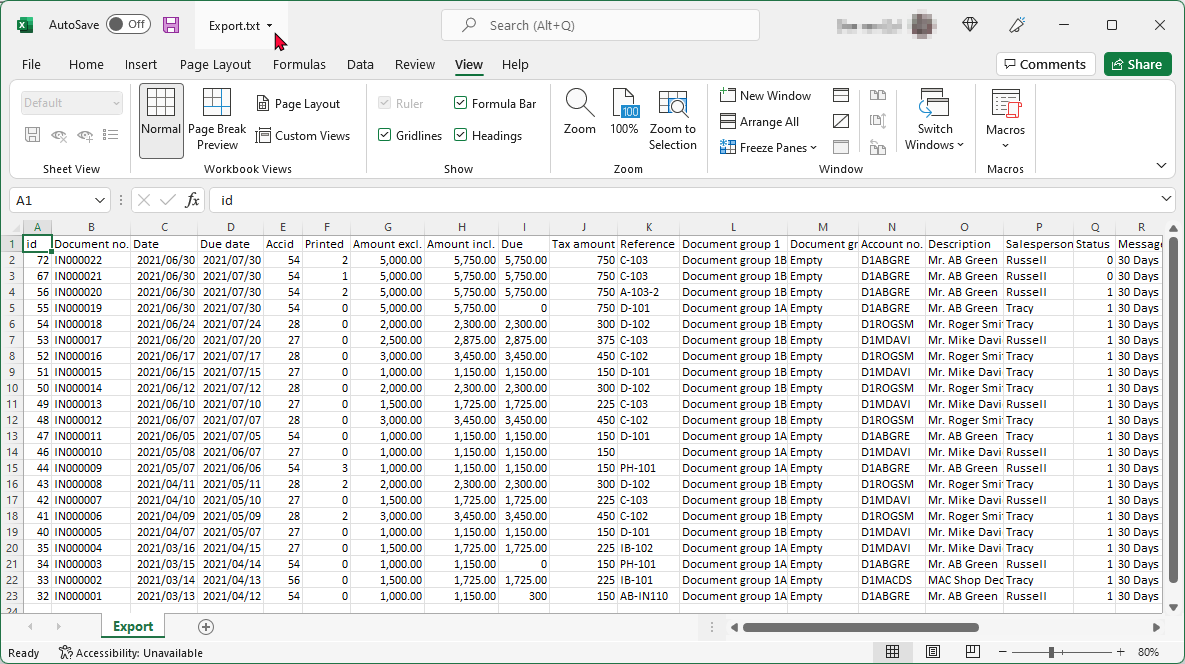 AutoSave Off Export.txt Search (Alt+Q)
File Home Insert Page Layout Formulas Data Review View Help Comments Share
Default Normal Page Break Preview Page Layout Custom Views Ruler Formula Bar Gridlines Headings Zoom 100 100% Zoom to Selection New Window Arrange All Freeze Panes Switch Windows Macros
Sheet View Workbook Views Show Zoom Window Macros
A1 fx id
A B C D E F G H I J K L M N O P Q R
1 id Document no. Date Due date Accid Printed Amount excl. Amount incl. Due Tax amount Reference Document group 1 Document gr Account no. Description Salesperson Status Message
2 72 IN000022 2021/06/30 2021/07/30 54 2 5,000.00 5,750.00 5,750.00 750 C-103 Document group 1B Empty D1ABGRE Mr. AB Green Russell 0 30 Days
3 67 IN000021 2021/06/30 2021/07/30 54 1 5,000.00 5,750.00 5,750.00 750 C-103 Document group 1B Empty D1ABGRE Mr. AB Green Russell 0 30 Days
4 56 IN000020 2021/06/30 2021/07/30 54 2 5,000.00 5,750.00 5,750.00 750 A-103-2 Document group 1B Empty D1ABGRE Mr. AB Green Russell 1 30 Days
5 55 IN000019 2021/06/30 2021/07/30 54 0 5,000.00 5,750.00 0 750 D-101 Document group 1A Empty D1ABGRE Mr. AB Green Tracy 1 30 Days
6 54 IN000018 2021/06/24 2021/07/24 28 0 2,000.00 2,300.00 2,300.00 300 D-102 Document group 1B Empty D1ROGSM Mr. Roger Smi Tracy 1 30 Days
7 53 IN000017 2021/06/20 2021/07/20 27 0 2,500.00 2,875.00 2,875.00 375 C-103 Document group 1B Empty D1MDAVI Mr. Mike Davi Russell 1 30 Days
8 52 IN000016 2021/06/17 2021/07/17 28 0 3,000.00 3,450.00 3,450.00 450 C-102 Document group 1B Empty D1ROGSM Mr. Roger Smi Tracy 1 30 Days
9 51 IN000015 2021/06/15 2021/07/15 27 0 1,000.00 1,150.00 1,150.00 150 D-101 Document group 1A Empty D1MDAVI Mr. Mike Davi Tracy 1 30 Days
10 50 IN000014 2021/06/12 2021/07/12 28 0 2,000.00 2,300.00 2,300.00 300 D-102 Document group 1B Empty D1ROGSM Mr. Roger Smi Tracy 1 30 Days
11 49 IN000013 2021/06/10 2021/07/10 27 0 1,500.00 1,725.00 1,725.00 225 C-103 Document group 1B Empty D1MDAVI Mr. Mike Davi Russell 1 30 Days
12 48 IN000012 2021/06/07 2021/07/07 28 0 3,000.00 3,450.00 3,450.00 450 C-102 Document group 1B Empty D1ROGSM Mr. Roger Smi Tracy 1 30 Days
13 47 IN000011 2021/06/05 2021/07/05 54 0 1,000.00 1,150.00 1,150.00 150 D-101 Document group 1A Empty D1ABGRE Mr. AB Green Tracy 1 30 Days
14 46 IN000010 2021/05/08 2021/06/07 27 0 1,000.00 1,150.00 1,150.00 150 Document group 1A Empty D1MDAVI Mr. Mike Davi Russell 1 30 Days
15 44 IN000009 2021/05/07 2021/06/06 54 3 1,000.00 1,150.00 1,150.00 150 PH-101 Document group 1A Empty D1ABGRE Mr. AB Green Russell 1 30 Days
16 43 IN000008 2021/04/11 2021/05/11 28 2 2,000.00 2,300.00 2,300.00 300 D-102 Document group 1B Empty D1ROGSM Mr. Roger Smi Tracy 1 30 Days
17 42 IN000007 2021/04/10 2021/05/10 27 0 1,500.00 1,725.00 1,725.00 225 C-103 Document group 1B Empty D1MDAVI Mr. Mike Davi Russell 1 30 Days
18 41 IN000006 2021/04/09 2021/05/09 28 2 3,000.00 3,450.00 3,450.00 450 C-102 Document group 1B Empty D1ROGSM Mr. Roger Smi Tracy 1 30 Days
19 40 IN000005 2021/04/07 2021/05/07 27 0 1,000.00 1,150.00 1,150.00 150 D-101 Document group 1A Empty D1MDAVI Mr. Mike Davi Tracy 1 30 Days
20 35 IN000004 2021/03/16 2021/04/15 27 0 1,500.00 1,725.00 1,725.00 225 IB-102 Document group 1A Empty D1MDAVI Mr. Mike Davi Tracy 1 30 Days
21 34 IN000003 2021/03/15 2021/04/14 54 0 1,000.00 1,150.00 0 150 PH-101 Document group 1A Empty D1ABGRE Mr. AB Green Russell 1 30 Days
22 33 IN000002 2021/03/14 2021/04/13 56 0 1,500.00 1,725.00 1,725.00 225 IB-101 Document group 1A Empty D1MACDS MAC Shop Dec Tracy 1 30 Days
23 32 IN000001 2021/03/13 2021/04/12 54 0 1,000.00 1,150.00 300 150 AB-IN110 Document group 1A Empty D1ABGRE Mr. AB Green Russell 1 30 Days
24
Export
Ready Accessibility: Unavailable 80%